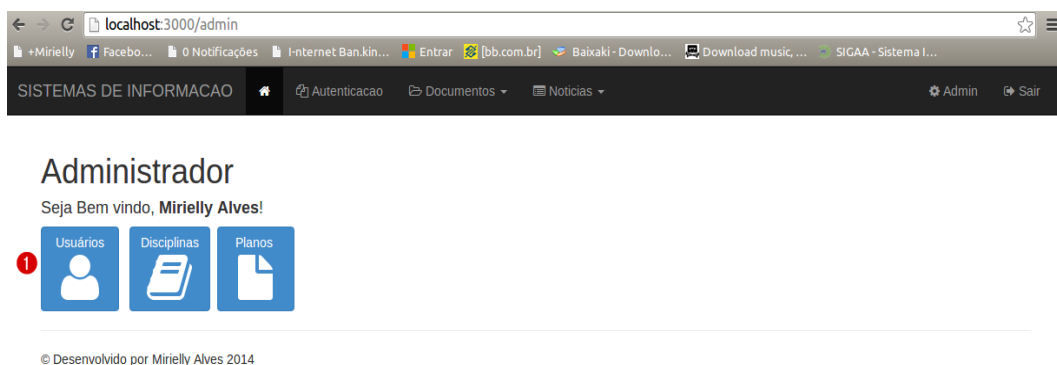 localhost:3000/admin
+Mirielly Facebo... 0 Notificações I-nternet Ban.kin... Entrar [bb.com.br] Baixaki - Downlo... Download music, ... SIGAA - Sistema I...
SISTEMAS DE INFORMACAO Autenticacao Documentos Noticias Admin Sair
Administrador
Seja Bem vindo, Mirielly Alves!
1 Usuários Disciplinas Planos
© Desenvolvido por Mirielly Alves 2014